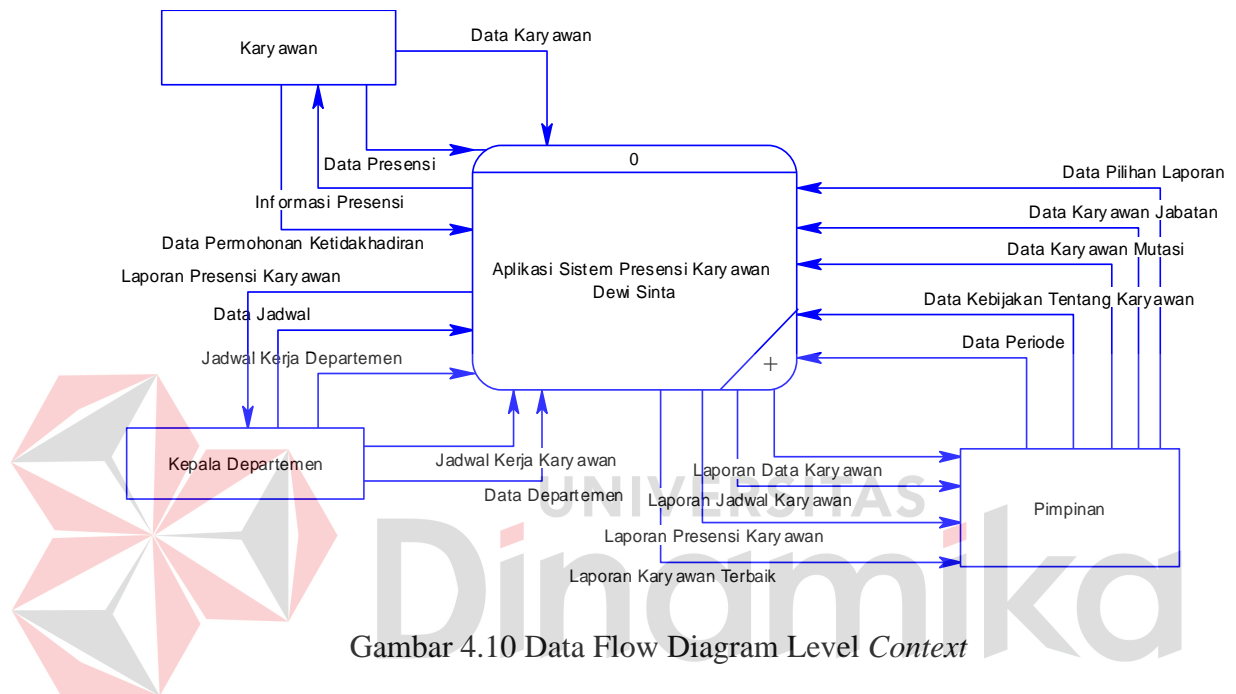 Karyawan
Data Karyawan
0
Data Presensi
Informasi Presensi
Data Permohonan Ketidakhadiran
Laporan Presensi Karyawan
Data Jadwal
Jadwal Kerja Departemen
Aplikasi Sistem Presensi Karyawan
Dewi Sinta
+
Data Pilihan Laporan
Data Karyawan Jabatan
Data Karyawan Mutasi
Data Kebijakan Tentang Karyawan
Data Periode
Kepala Departemen
Jadwal Kerja Karyawan
Data Departemen
Laporan Data Karyawan
Laporan Jadwal Karyawan
Laporan Presensi Karyawan
Laporan Karyawan Terbaik
Pimpinan
UNIVERSITAS
Dinamika
Gambar 4.10 Data Flow Diagram Level Context